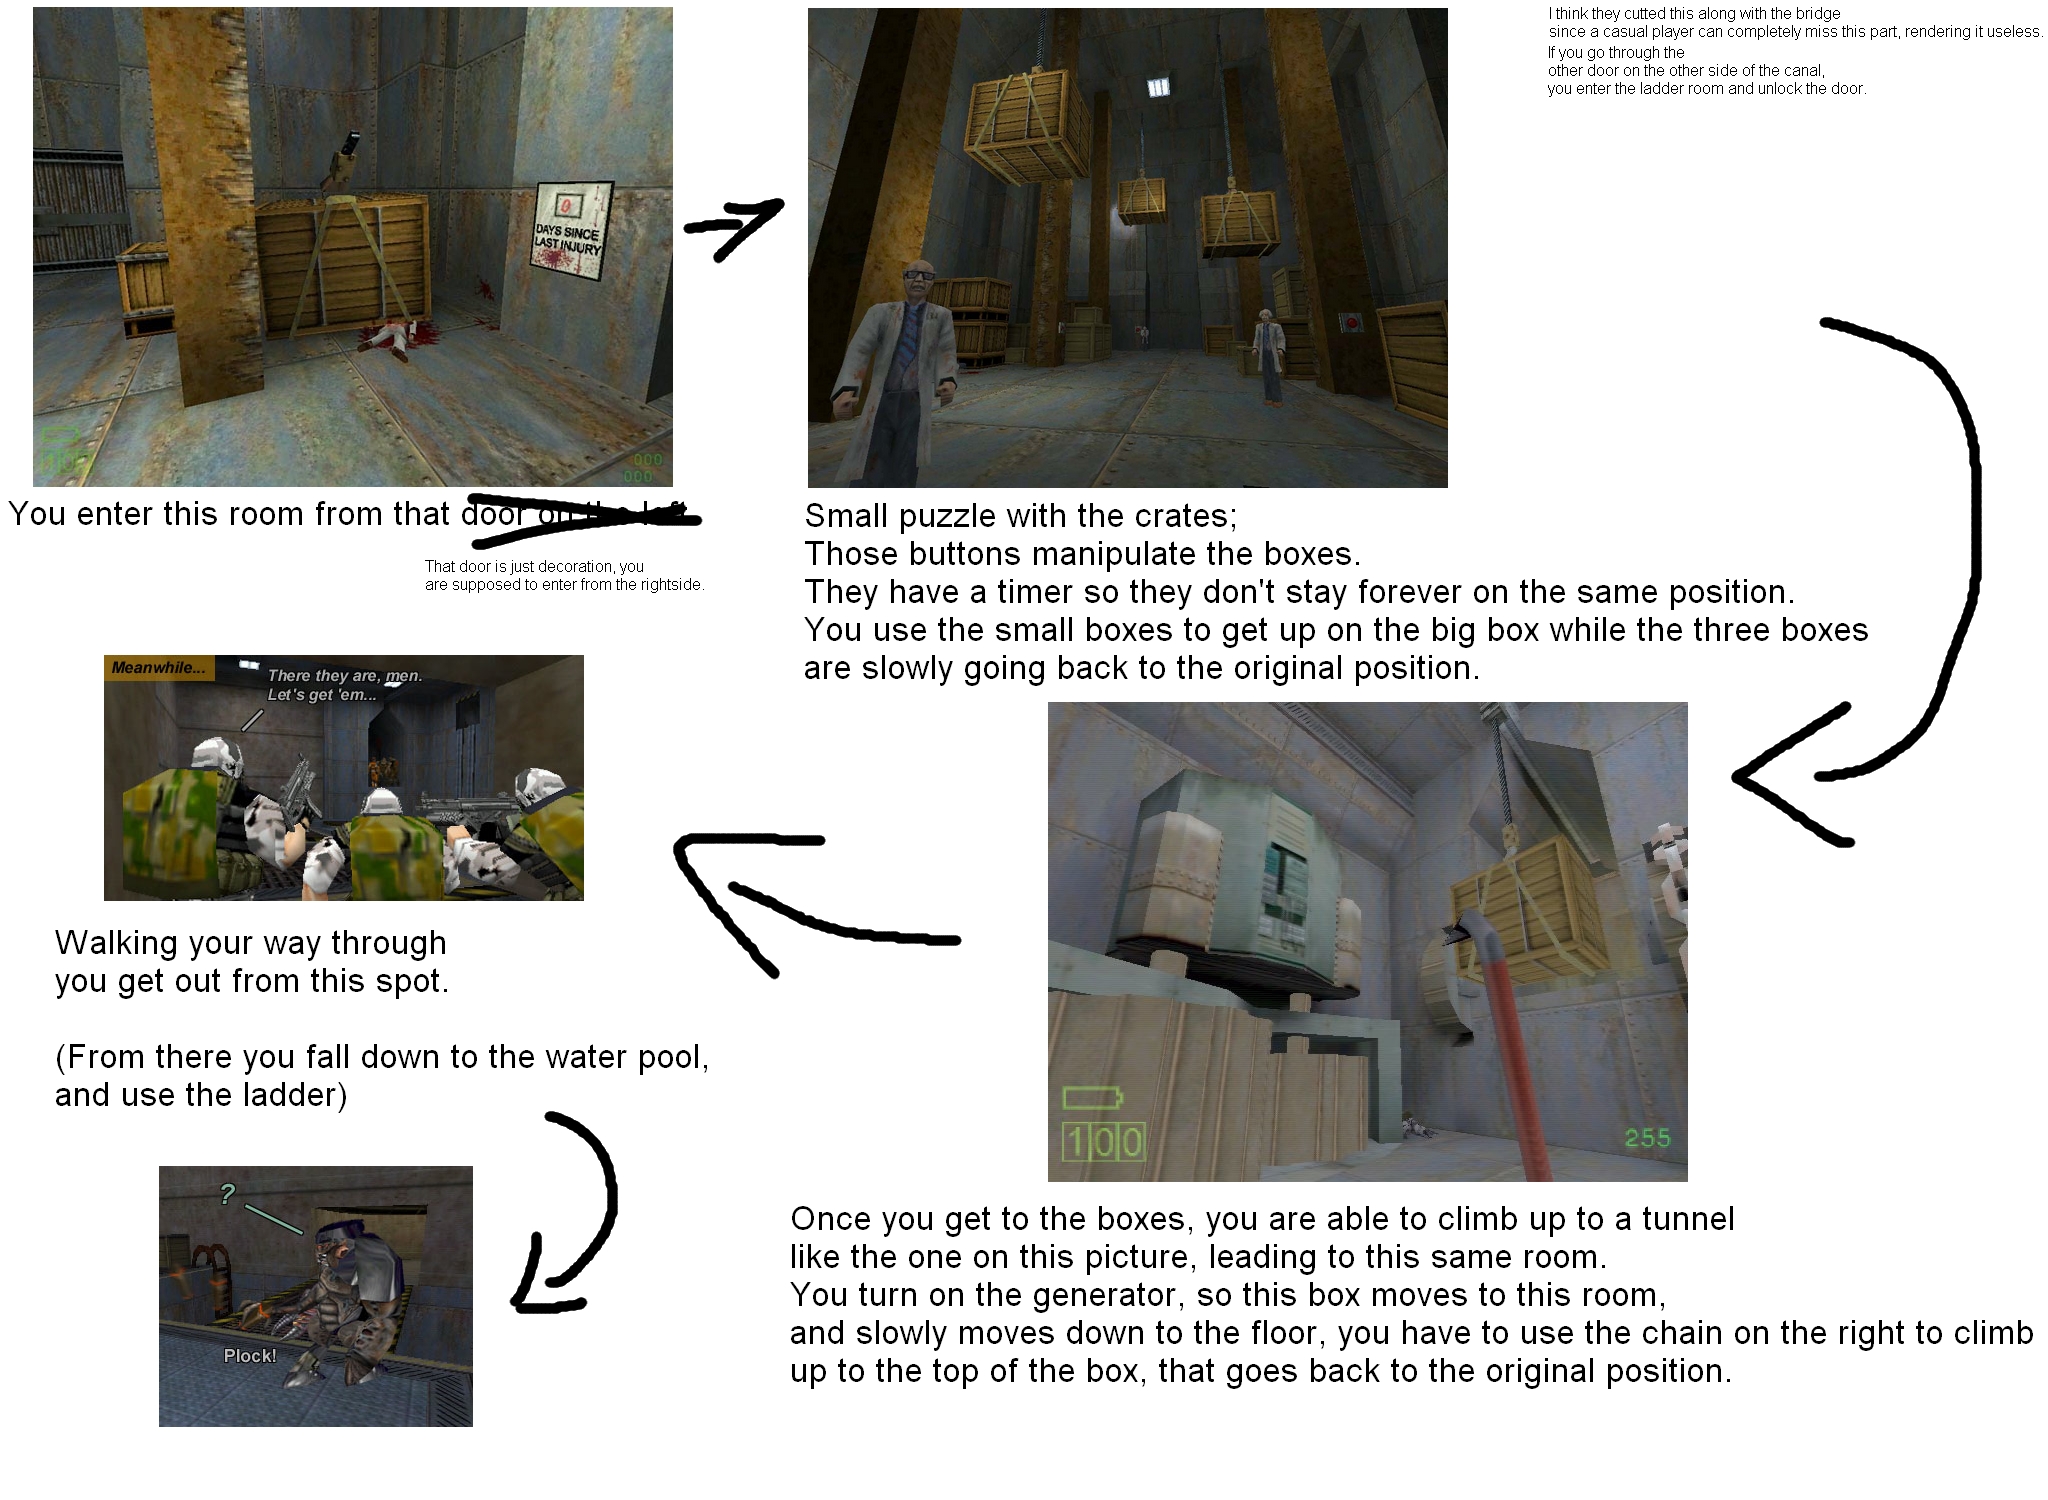 0
DAYS SINCE
LAST INJURY
000
000
You enter this room from that door on the left
That door is just decoration, you
are supposed to enter from the rightside.
I think they cutted this along with the bridge
since a casual player can completely miss this part, rendering it useless.
If you go through the
other door on the other side of the canal,
you enter the ladder room and unlock the door.
Small puzzle with the crates;
Those buttons manipulate the boxes.
They have a timer so they don't stay forever on the same position.
You use the small boxes to get up on the big box while the three boxes
are slowly going back to the original position.
100
255
Once you get to the boxes, you are able to climb up to a tunnel
like the one on this picture, leading to this same room.
You turn on the generator, so this box moves to this room,
and slowly moves down to the floor, you have to use the chain on the right to climb
up to the top of the box, that goes back to the original position.
Meanwhile...
There they are, men.
Let's get 'em...
Walking your way through
you get out from this spot.
(From there you fall down to the water pool,
and use the ladder)
?
Plock!